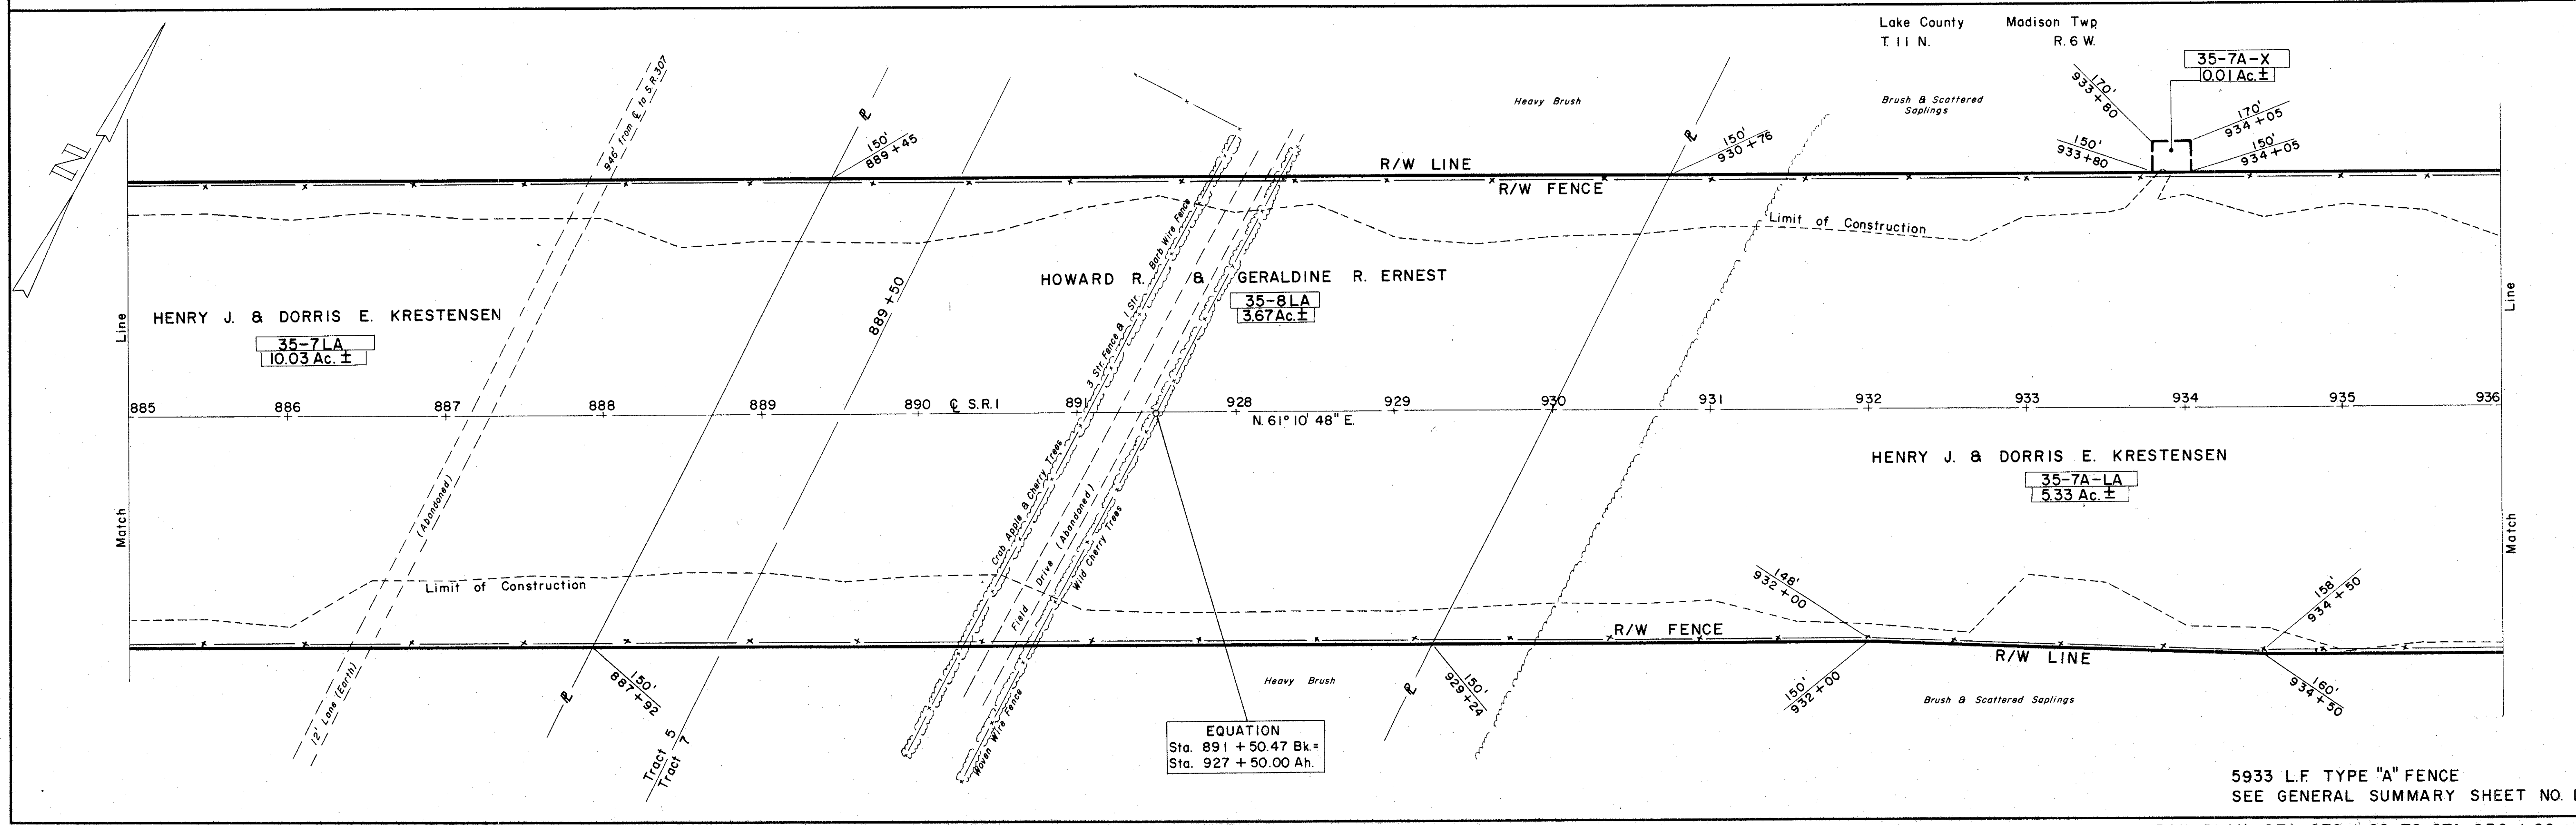 Lake County Madison Twp.
T. 11 N. R. 6 W.
35-7A-X
0.01 Ac. ±
170'
933+80
170'
934+05
150'
933+80
150'
934+05
N
946' from ℄ to S.R. 307
℄ S.R. 1
PL
150'
889+45
Heavy Brush
PL
150'
930+76
Brush & Scattered
Saplings
R/W LINE
R/W FENCE
Limit of Construction
3 Str. Fence & 1 Str. Barb Wire Fence
HOWARD R. & GERALDINE R. ERNEST
35-8LA
3.67 Ac. ±
889+50
HENRY J. & DORRIS E. KRESTENSEN
35-7LA
10.03 Ac. ±
Match Line
Match Line
885 886 887 888 889 890 891 928 929 930 931 932 933 934 935 936
N. 61° 10' 48" E.
HENRY J. & DORRIS E. KRESTENSEN
35-7A-LA
5.33 Ac. ±
(Abandoned)
Crab Apple & Cherry Trees
Field Drive (Abandoned)
Wild Cherry Trees
Woven Wire Fence
Limit of Construction
12' Lane (Earth)
PL
150'
887+92
Tract 5
Tract 7
R/W FENCE
R/W LINE
Heavy Brush
PL
150'
929+24
148'
932+00
150'
932+00
158'
934+50
160'
934+50
Brush & Scattered Saplings
EQUATION
Sta. 891+50.47 Bk.=
Sta. 927+50.00 Ah.
5933 L.F. TYPE "A" FENCE
SEE GENERAL SUMMARY SHEET NO.